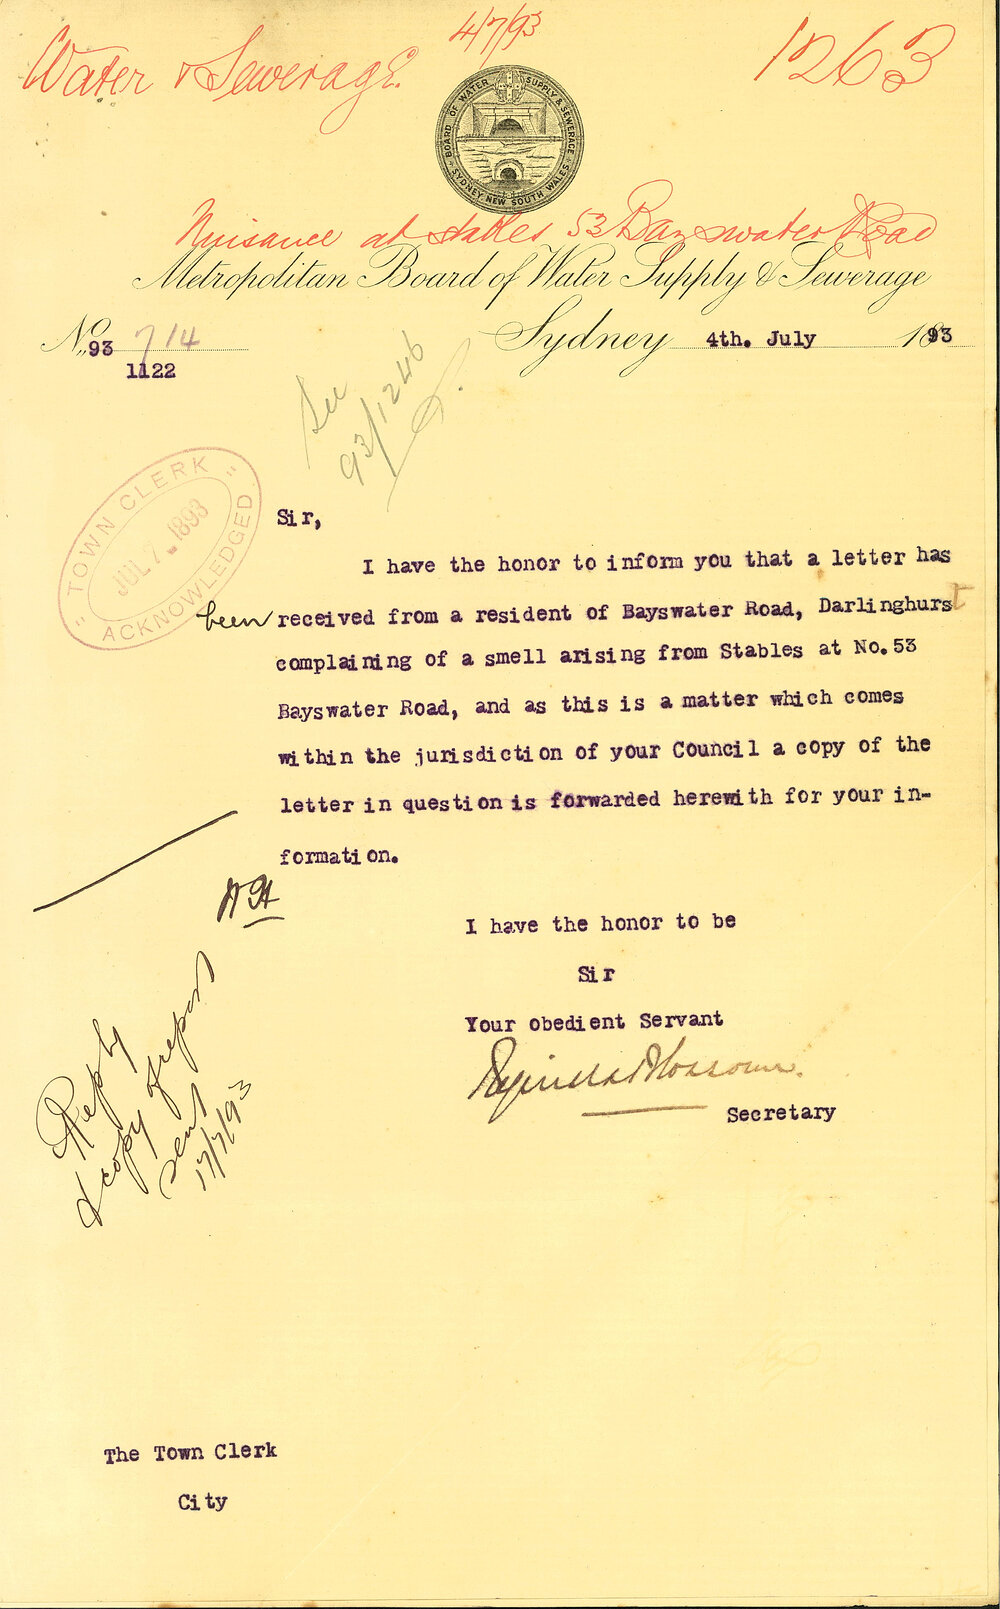 4/7/93
Water & Sewerage
1263
BOARD OF WATER SUPPLY & SEWERAGE
SYDNEY NEW SOUTH WALES
Nuisance at stables 53 Bayswater Road
Metropolitan Board of Water Supply & Sewerage
No. 93 714
1122
Sydney 4th. July 1893
See
93/1246
"TOWN CLERK"
JUL 7 - 1893
ACKNOWLEDGED
Sir,
I have the honor to inform you that a letter has
been received from a resident of Bayswater Road, Darlinghurst
complaining of a smell arising from Stables at No.53
Bayswater Road, and as this is a matter which comes
within the jurisdiction of your Council a copy of the
letter in question is forwarded herewith for your in-
formation.
I have the honor to be
Sir
Your obedient Servant
Secretary
Reply
& copy of report
sent
17/7/93
The Town Clerk
City